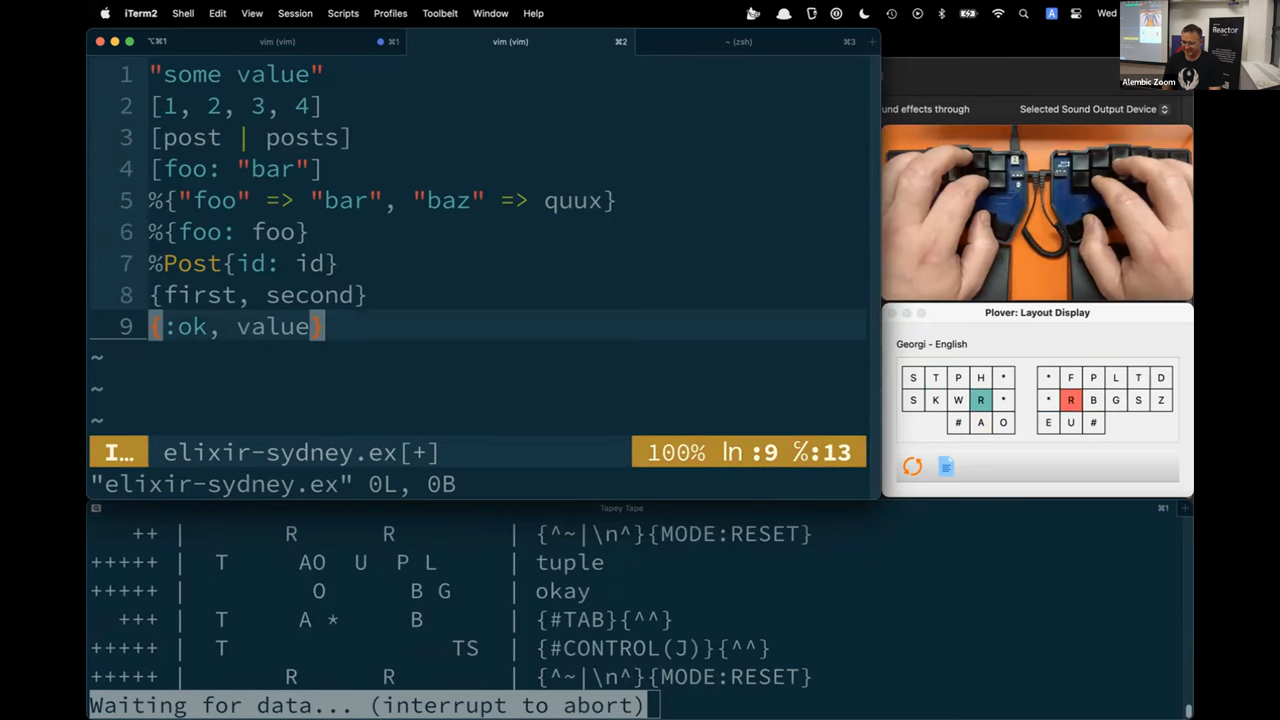 iTerm2 Shell Edit View Session Scripts Profiles Toolbelt Window Help
Wed
⌥⌘1 vim (vim) ⌘1 vim (vim) ⌘2 ~ (zsh) ⌘3 +
1 "some value"
2 [1, 2, 3, 4]
3 [post | posts]
4 [foo: "bar"]
5 %{"foo" => "bar", "baz" => quux}
6 %{foo: foo}
7 %Post{id: id}
8 {first, second}
9 {:ok, value}
~
~
~
I... elixir-sydney.ex[+] 100% ln :9 ℅:13
"elixir-sydney.ex" 0L, 0B
Reactor
Alembic Zoom
und effects through Selected Sound Output Device
Plover: Layout Display
Georgi - English
S T P H * * F P L T D
S K W R * * R B G S Z
# A O E U #
Tapey Tape ⌘1 +
++ | R R | {^~|\n^}{MODE:RESET}
+++++ | T AO U P L | tuple
+++++ | O B G | okay
+++ | T A * B | {#TAB}{^^}
+++++ | T TS | {#CONTROL(J)}{^^}
+++++ | R R | {^~|\n^}{MODE:RESET}
Waiting for data... (interrupt to abort)